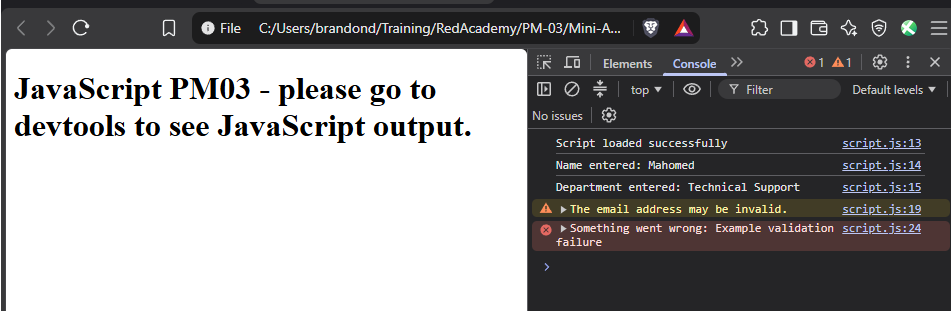 File C:/Users/brandond/Training/RedAcademy/PM-03/Mini-A...
JavaScript PM03 - please go to
devtools to see JavaScript output.
Elements Console 1 1
top Filter Default levels
No issues
Script loaded successfully script.js:13
Name entered: Mahomed script.js:14
Department entered: Technical Support script.js:15
The email address may be invalid. script.js:19
Something went wrong: Example validation script.js:24
failure